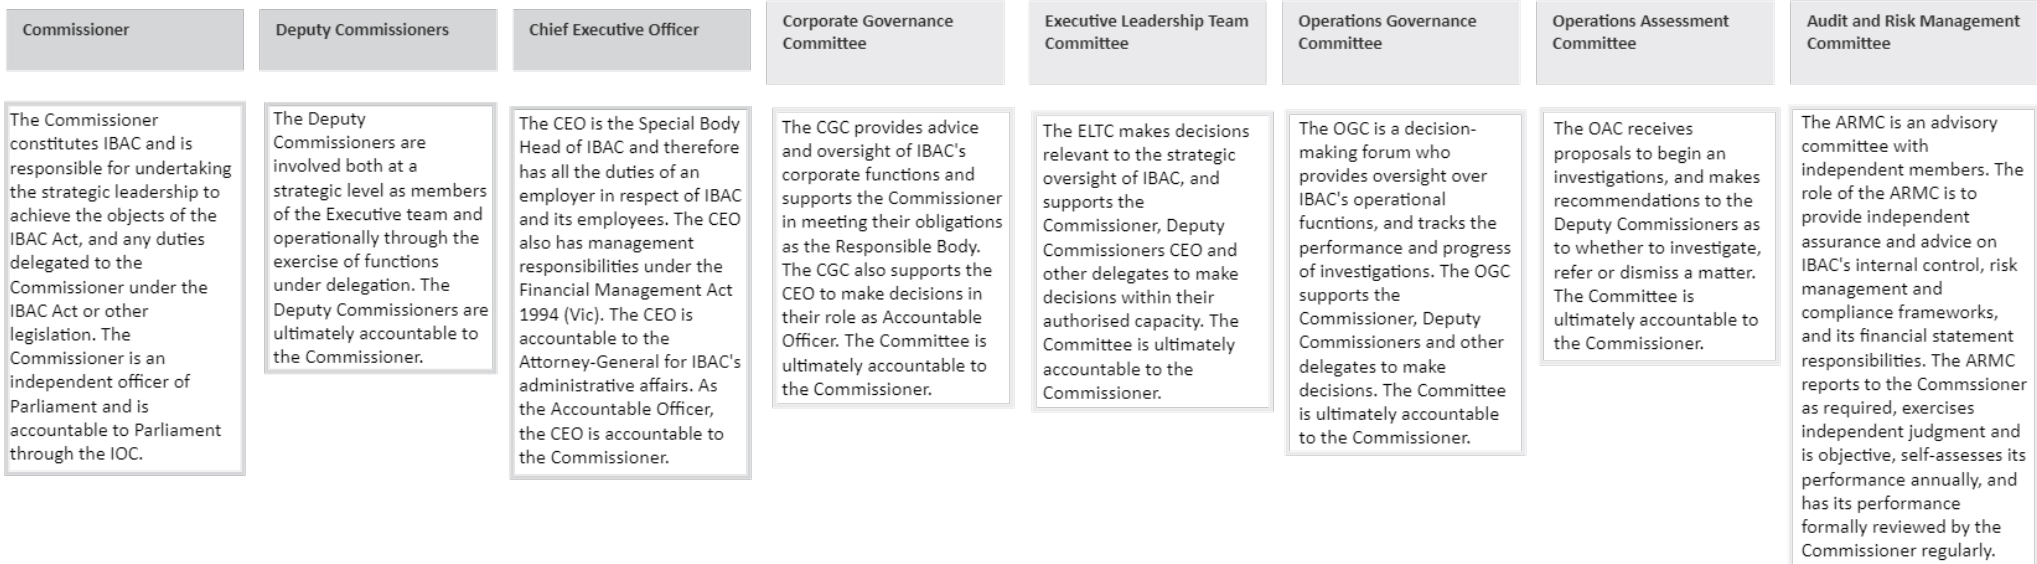 Commissioner
Deputy Commissioners
Chief Executive Officer
Corporate Governance
Committee
Executive Leadership Team
Committee
Operations Governance
Committee
Operations Assessment
Committee
Audit and Risk Management
Committee
The Commissioner
constitutes IBAC and is
responsible for undertaking
the strategic leadership to
achieve the objects of the
IBAC Act, and any duties
delegated to the
Commissioner under the
IBAC Act or other
legislation. The
Commissioner is an
independent officer of
Parliament and is
accountable to Parliament
through the IOC.
The Deputy
Commissioners are
involved both at a
strategic level as members
of the Executive team and
operationally through the
exercise of functions
under delegation. The
Deputy Commissioners are
ultimately accountable to
the Commissioner.
The CEO is the Special Body
Head of IBAC and therefore
has all the duties of an
employer in respect of IBAC
and its employees. The CEO
also has management
responsibilities under the
Financial Management Act
1994 (Vic). The CEO is
accountable to the
Attorney-General for IBAC's
administrative affairs. As
the Accountable Officer,
the CEO is accountable to
the Commissioner.
The CGC provides advice
and oversight of IBAC's
corporate functions and
supports the Commissioner
in meeting their obligations
as the Responsible Body.
The CGC also supports the
CEO to make decisions in
their role as Accountable
Officer. The Committee is
ultimately accountable to
the Commissioner.
The ELTC makes decisions
relevant to the strategic
oversight of IBAC, and
supports the
Commissioner, Deputy
Commissioners CEO and
other delegates to make
decisions within their
authorised capacity. The
Committee is ultimately
accountable to the
Commissioner.
The OGC is a decision-
making forum who
provides oversight over
IBAC's operational
fucntions, and tracks the
performance and progress
of investigations. The OGC
supports the
Commissioner, Deputy
Commissioners and other
delegates to make
decisions. The Committee
is ultimately accountable
to the Commissioner.
The OAC receives
proposals to begin an
investigations, and makes
recommendations to the
Deputy Commissioners as
to whether to investigate,
refer or dismiss a matter.
The Committee is
ultimately accountable to
the Commissioner.
The ARMC is an advisory
committee with
independent members. The
role of the ARMC is to
provide independent
assurance and advice on
IBAC's internal control, risk
management and
compliance frameworks,
and its financial statement
responsibilities. The ARMC
reports to the Commssioner
as required, exercises
independent judgment and
is objective, self-assesses its
performance annually, and
has its performance
formally reviewed by the
Commissioner regularly.